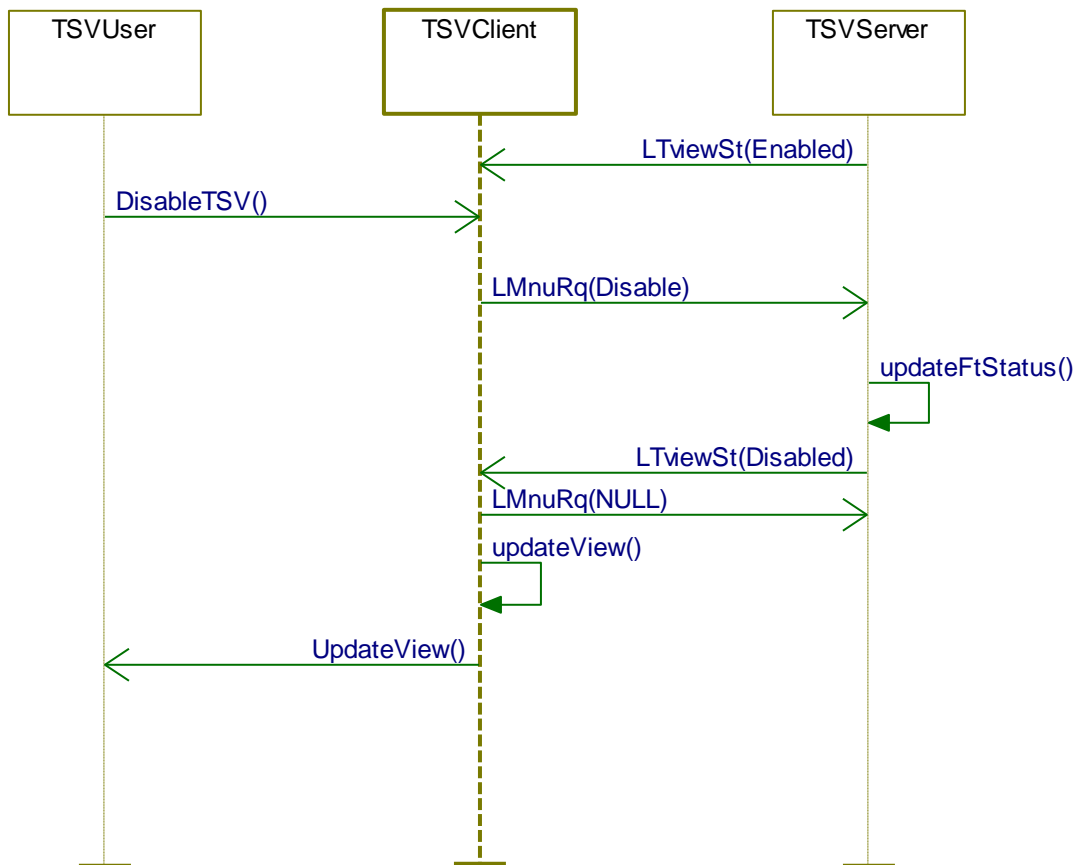 TSVUser
TSVClient
TSVServer
LTviewSt(Enabled)
DisableTSV()
LMnuRq(Disable)
updateFtStatus()
LTviewSt(Disabled)
LMnuRq(NULL)
updateView()
UpdateView()